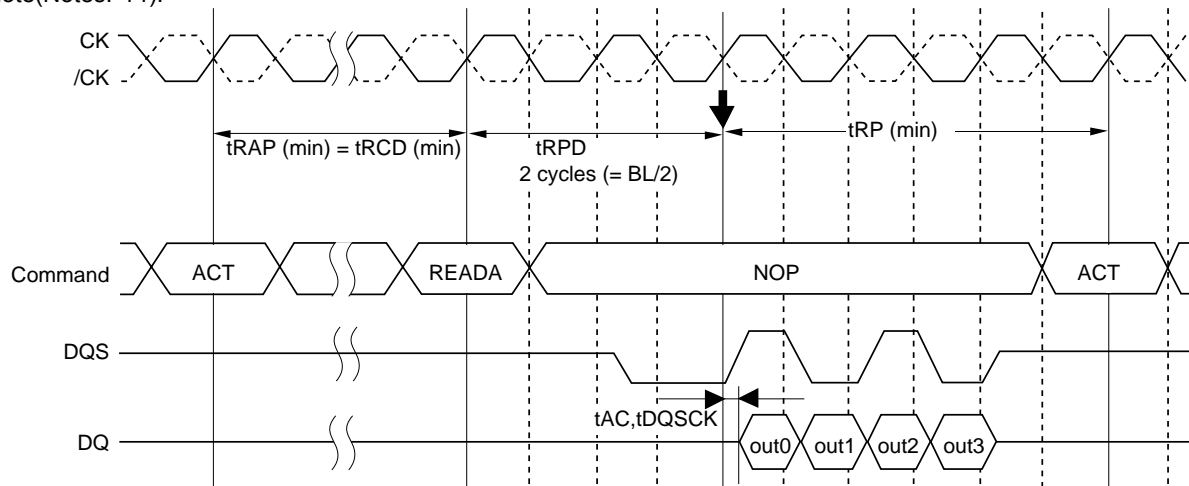 CK
/CK
tRAP (min) = tRCD (min)
tRPD
2 cycles (= BL/2)
tRP (min)
Command
ACT
READA
NOP
ACT
DQS
tAC,tDQSCK
DQ
out0
out1
out2
out3